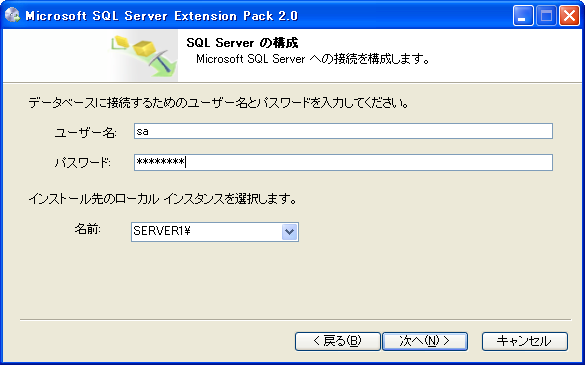 Microsoft SQL Server Extension Pack 2.0
SQL Server の構成
Microsoft SQL Server への接続を構成します。
データベースに接続するためのユーザー名とパスワードを入力してください。
ユーザー名: sa
パスワード: ********
インストール先のローカル インスタンスを選択します。
名前: SERVER1\
< 戻る(B) 次へ(N) > キャンセル